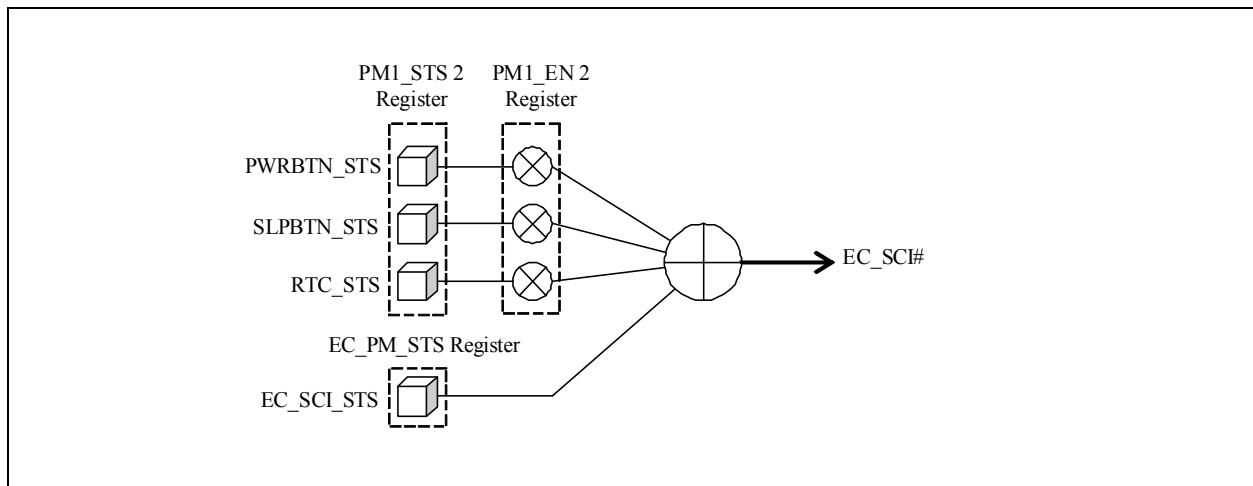 PM1_STS 2
Register
PM1_EN 2
Register
PWRBTN_STS
SLPBTN_STS
RTC_STS
EC_SCI#
EC_PM_STS Register
EC_SCI_STS